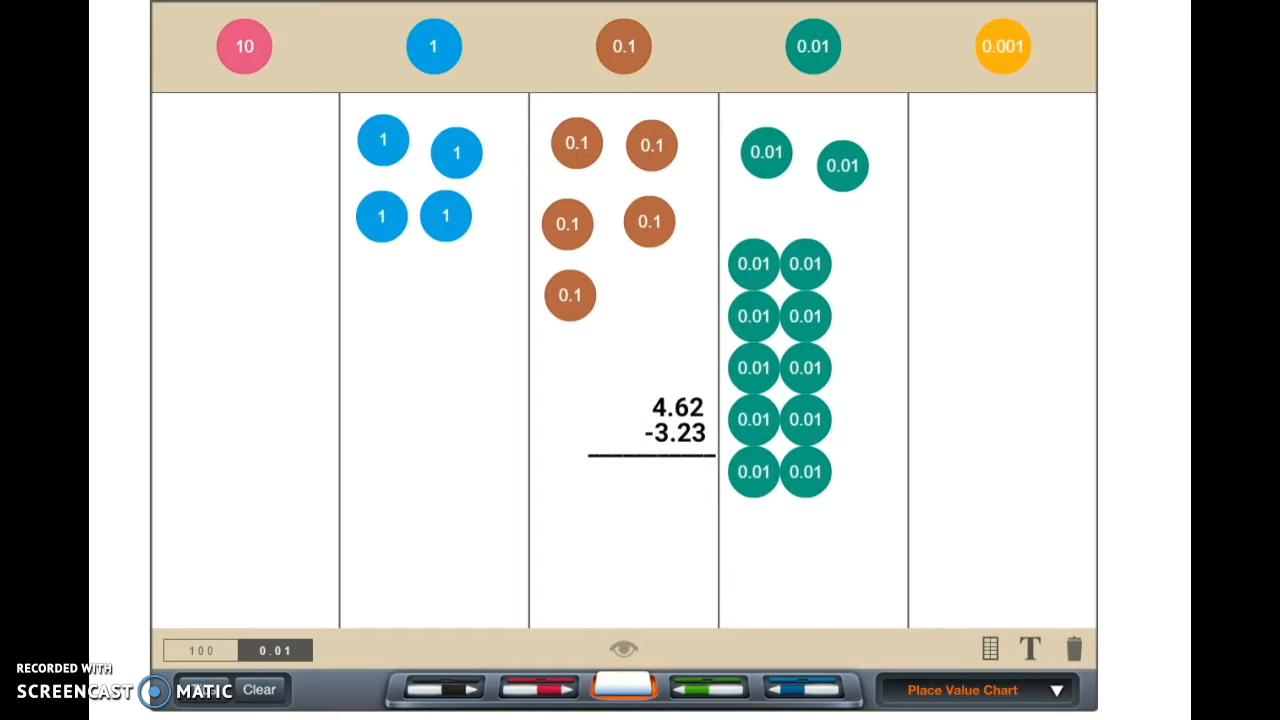 10 1 0.1 0.01 0.001
1 1 0.1 0.1 0.01 0.01
1 1 0.1 0.1
0.01 0.01
0.1
0.01 0.01
0.01 0.01
4.62
-3.23
0.01 0.01
0.01 0.01
100 0.01 T
RECORDED WITH
SCREENCAST MATIC
Clear
Place Value Chart